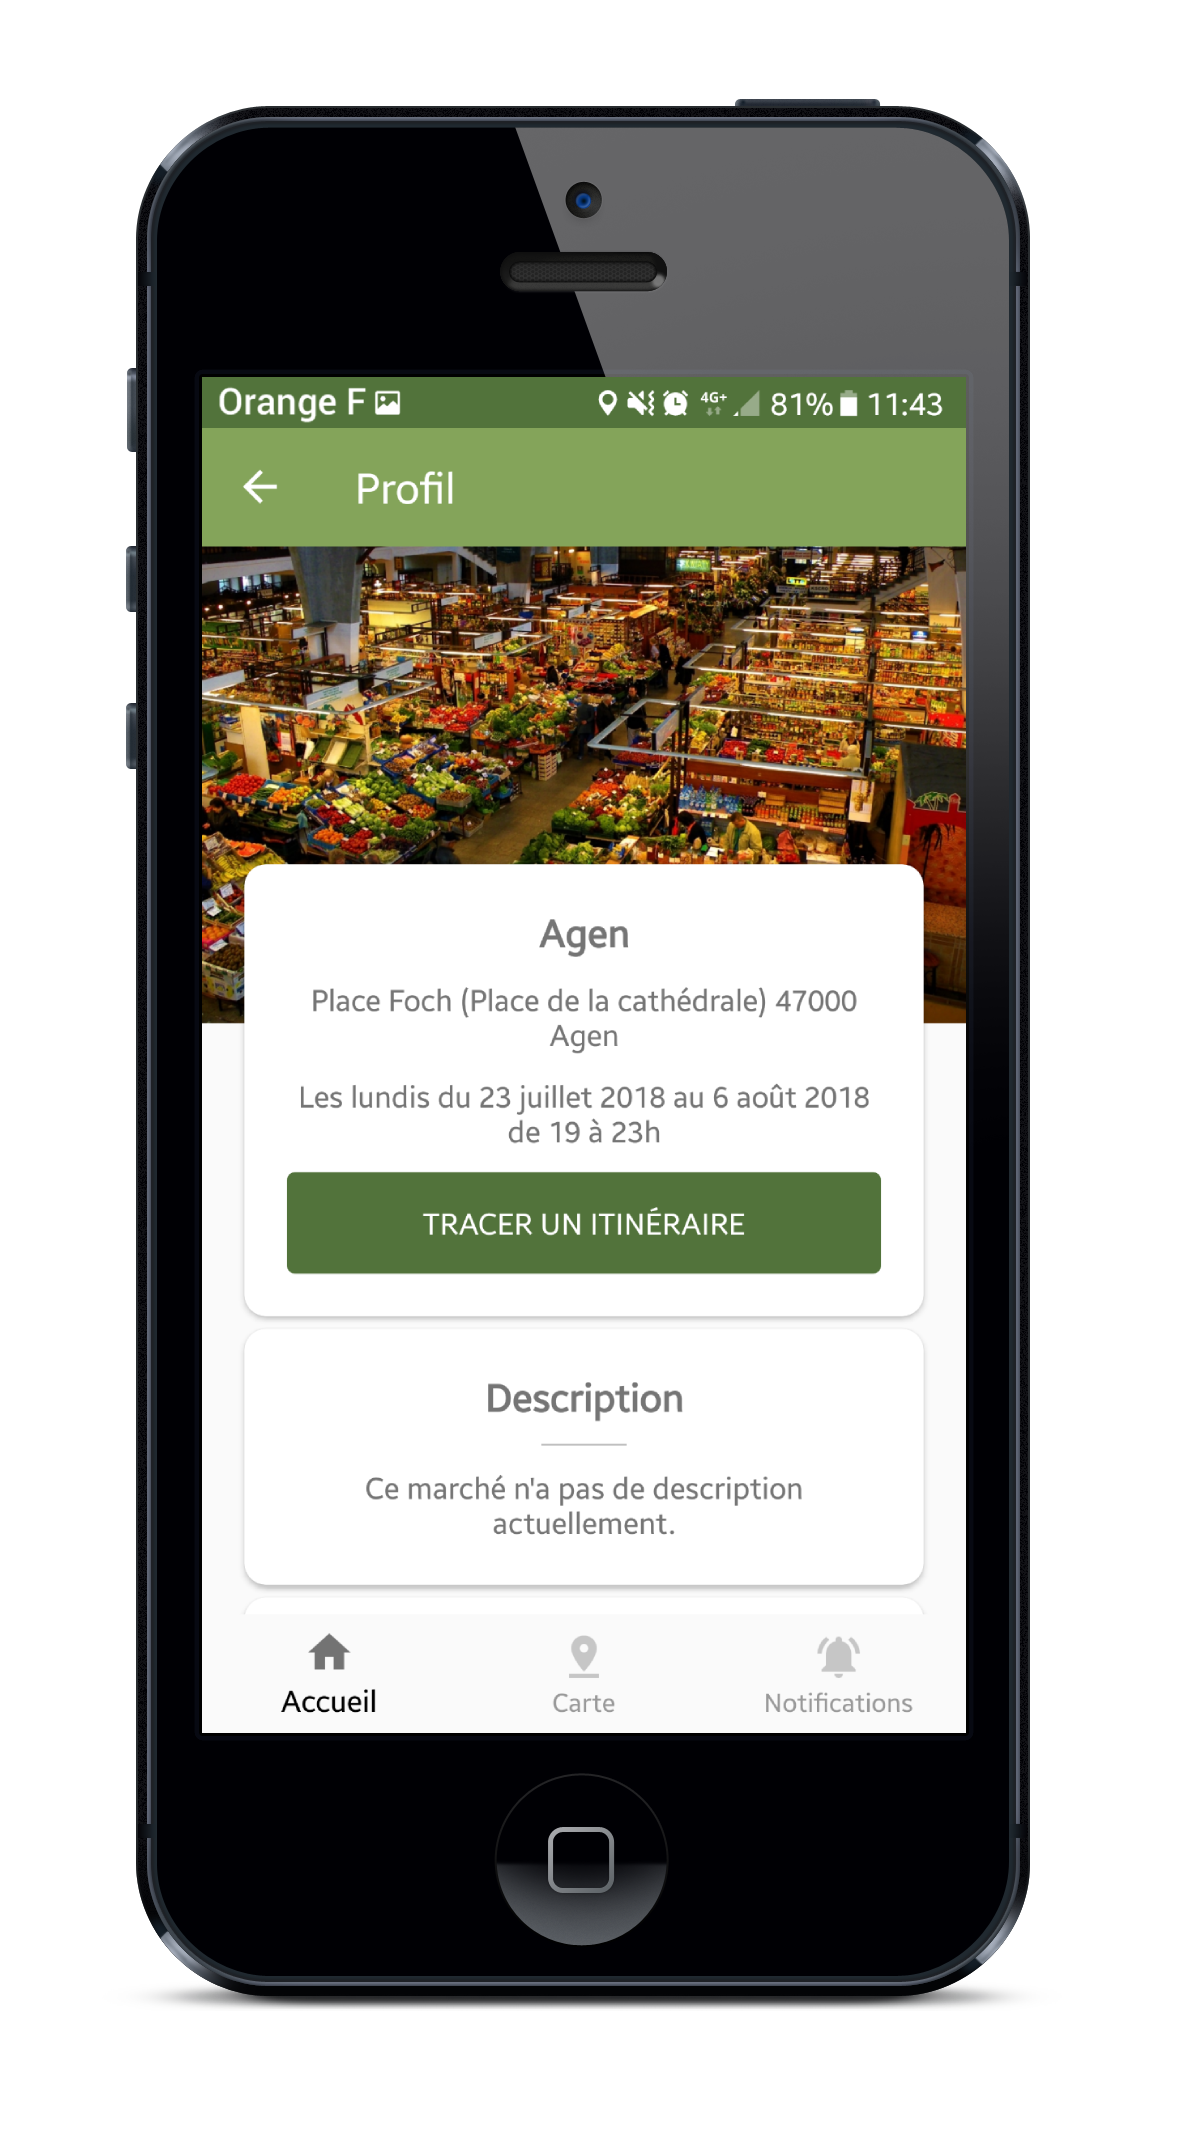 Orange F 4G+ 81% 11:43
Profil
Agen
Place Foch (Place de la cathédrale) 47000
Agen
Les lundis du 23 juillet 2018 au 6 août 2018
de 19 à 23h
TRACER UN ITINÉRAIRE
Description
Ce marché n'a pas de description
actuellement.
Accueil Carte Notifications